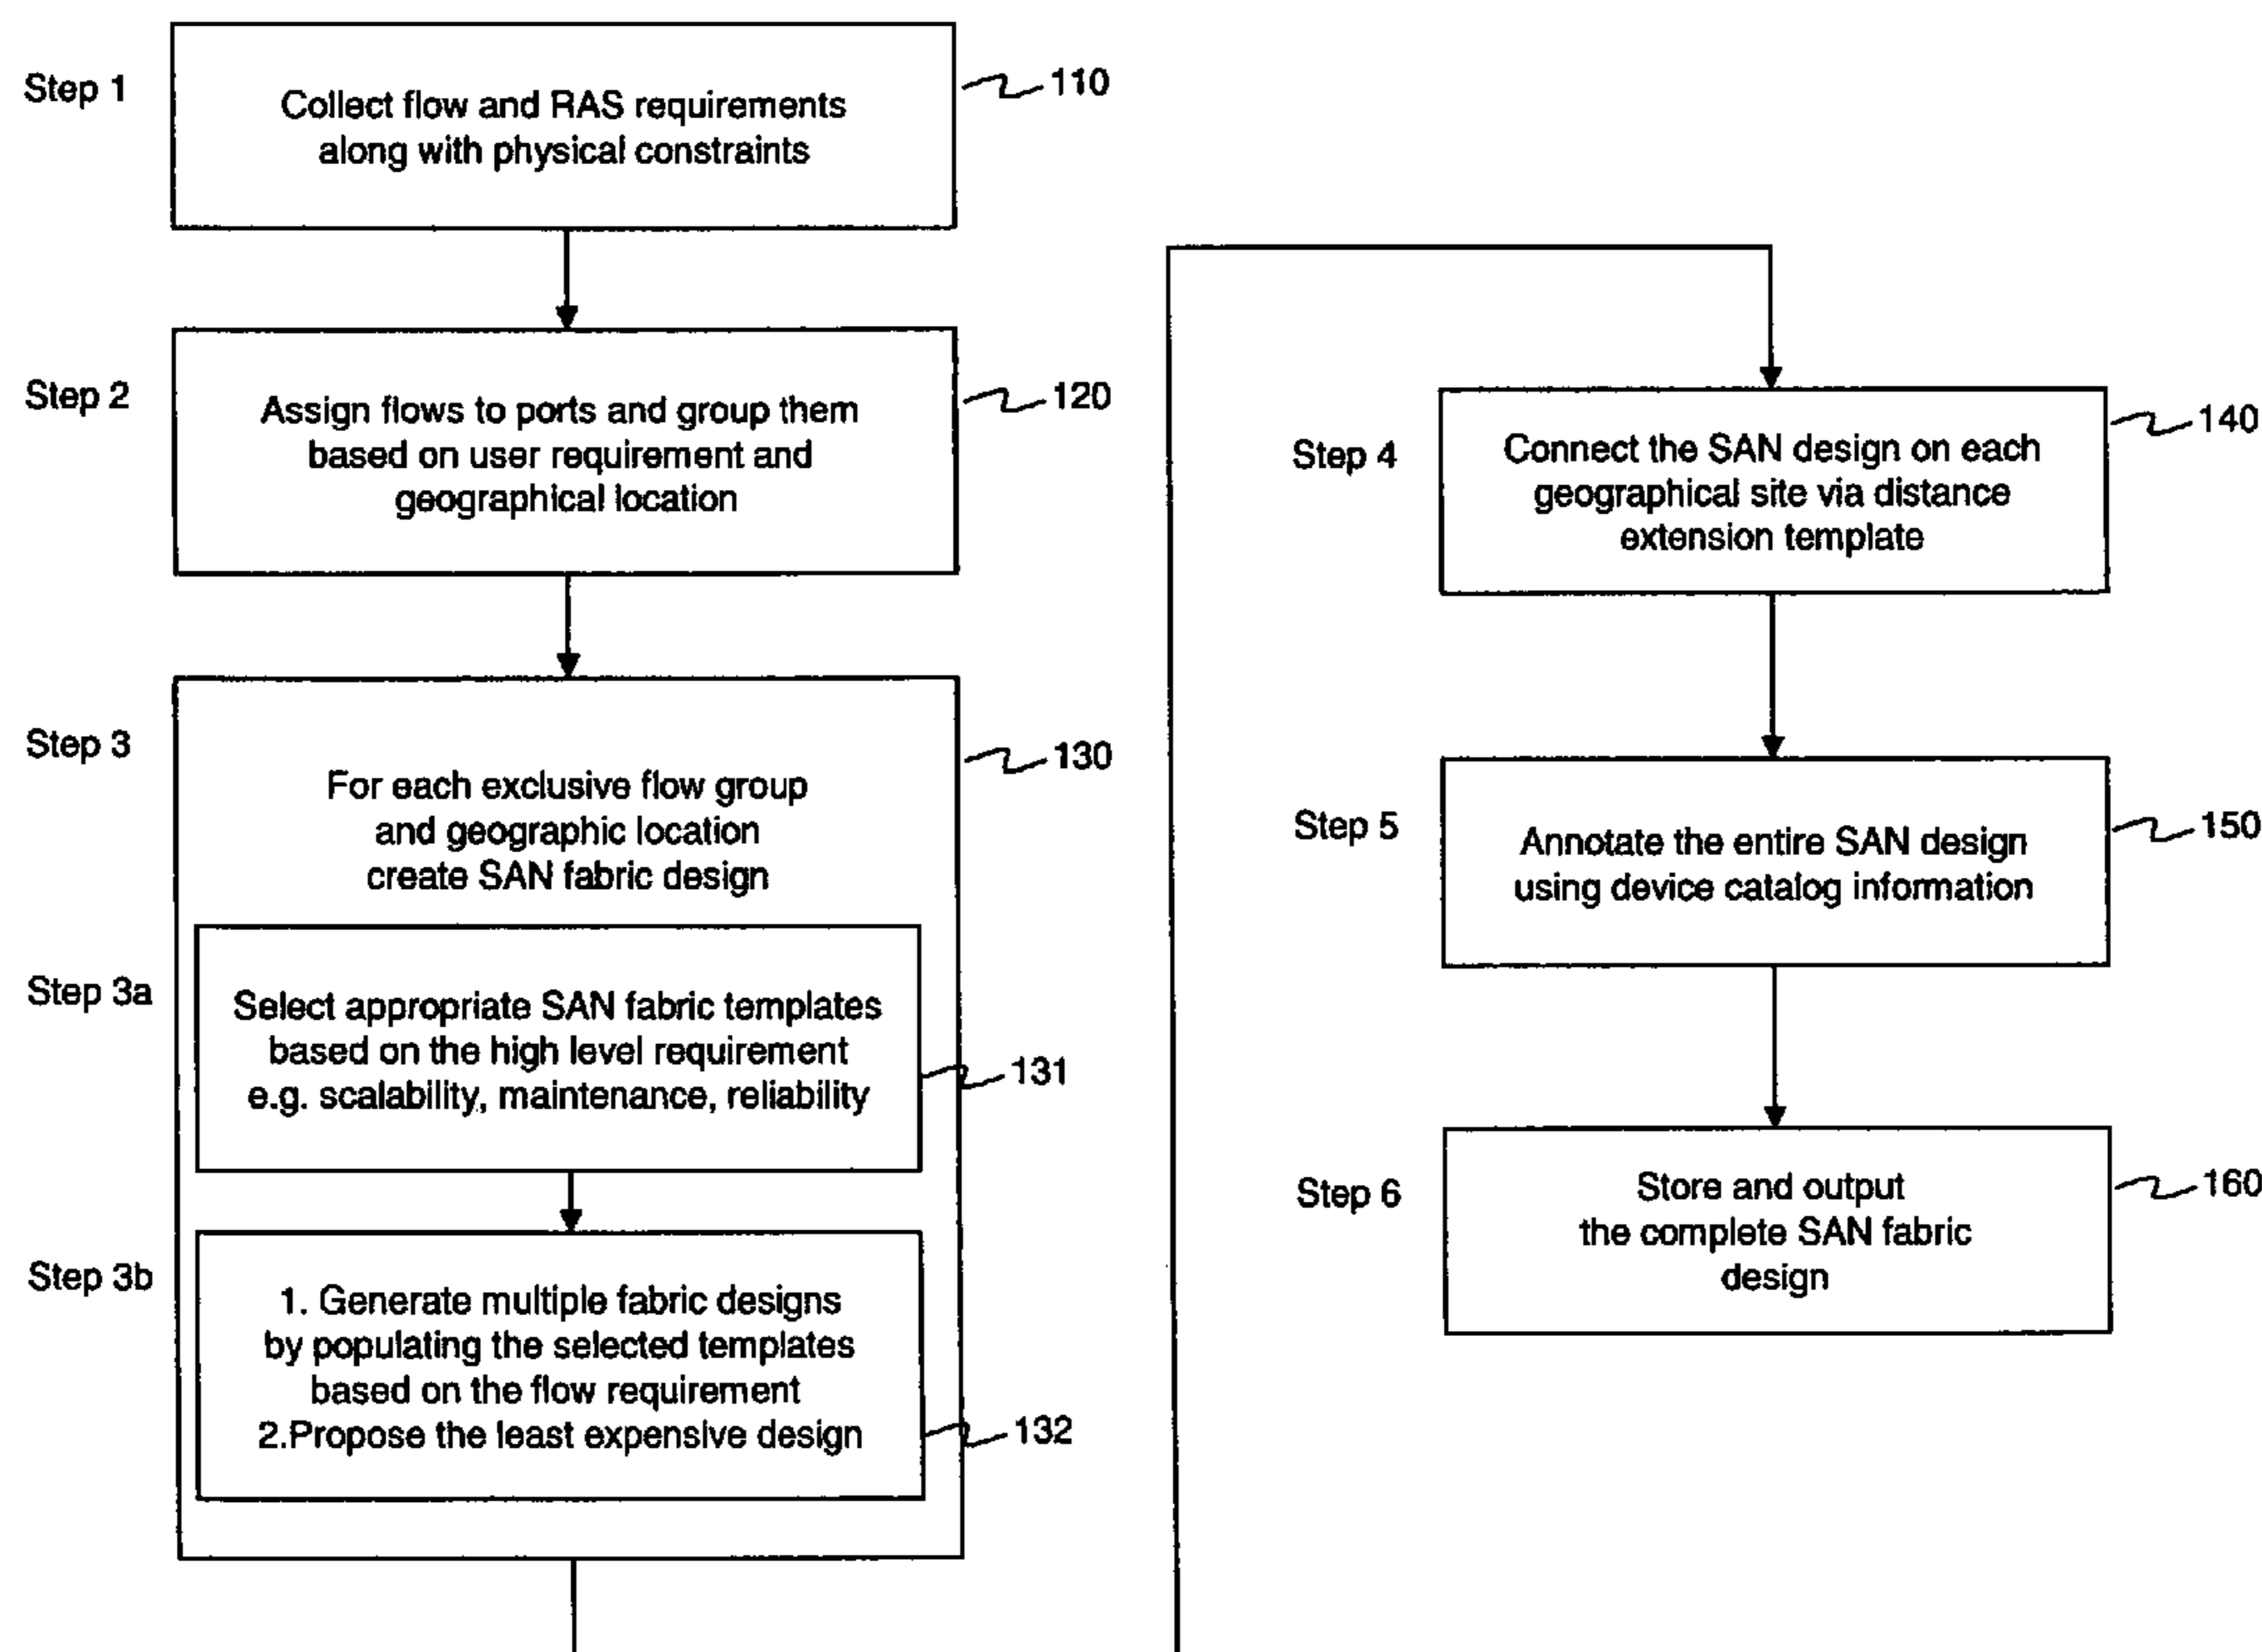 Step 1
Collect flow and RAS requirements
along with physical constraints
110
Step 2
Assign flows to ports and group them
based on user requirement and
geographical location
120
Step 3
For each exclusive flow group
and geographic location
create SAN fabric design
130
Step 3a
Select appropriate SAN fabric templates
based on the high level requirement
e.g. scalability, maintenance, reliability
131
Step 3b
1. Generate multiple fabric designs
by populating the selected templates
based on the flow requirement
2.Propose the least expensive design
132
Step 4
Connect the SAN design on each
geographical site via distance
extension template
140
Step 5
Annotate the entire SAN design
using device catalog information
150
Step 6
Store and output
the complete SAN fabric
design
160